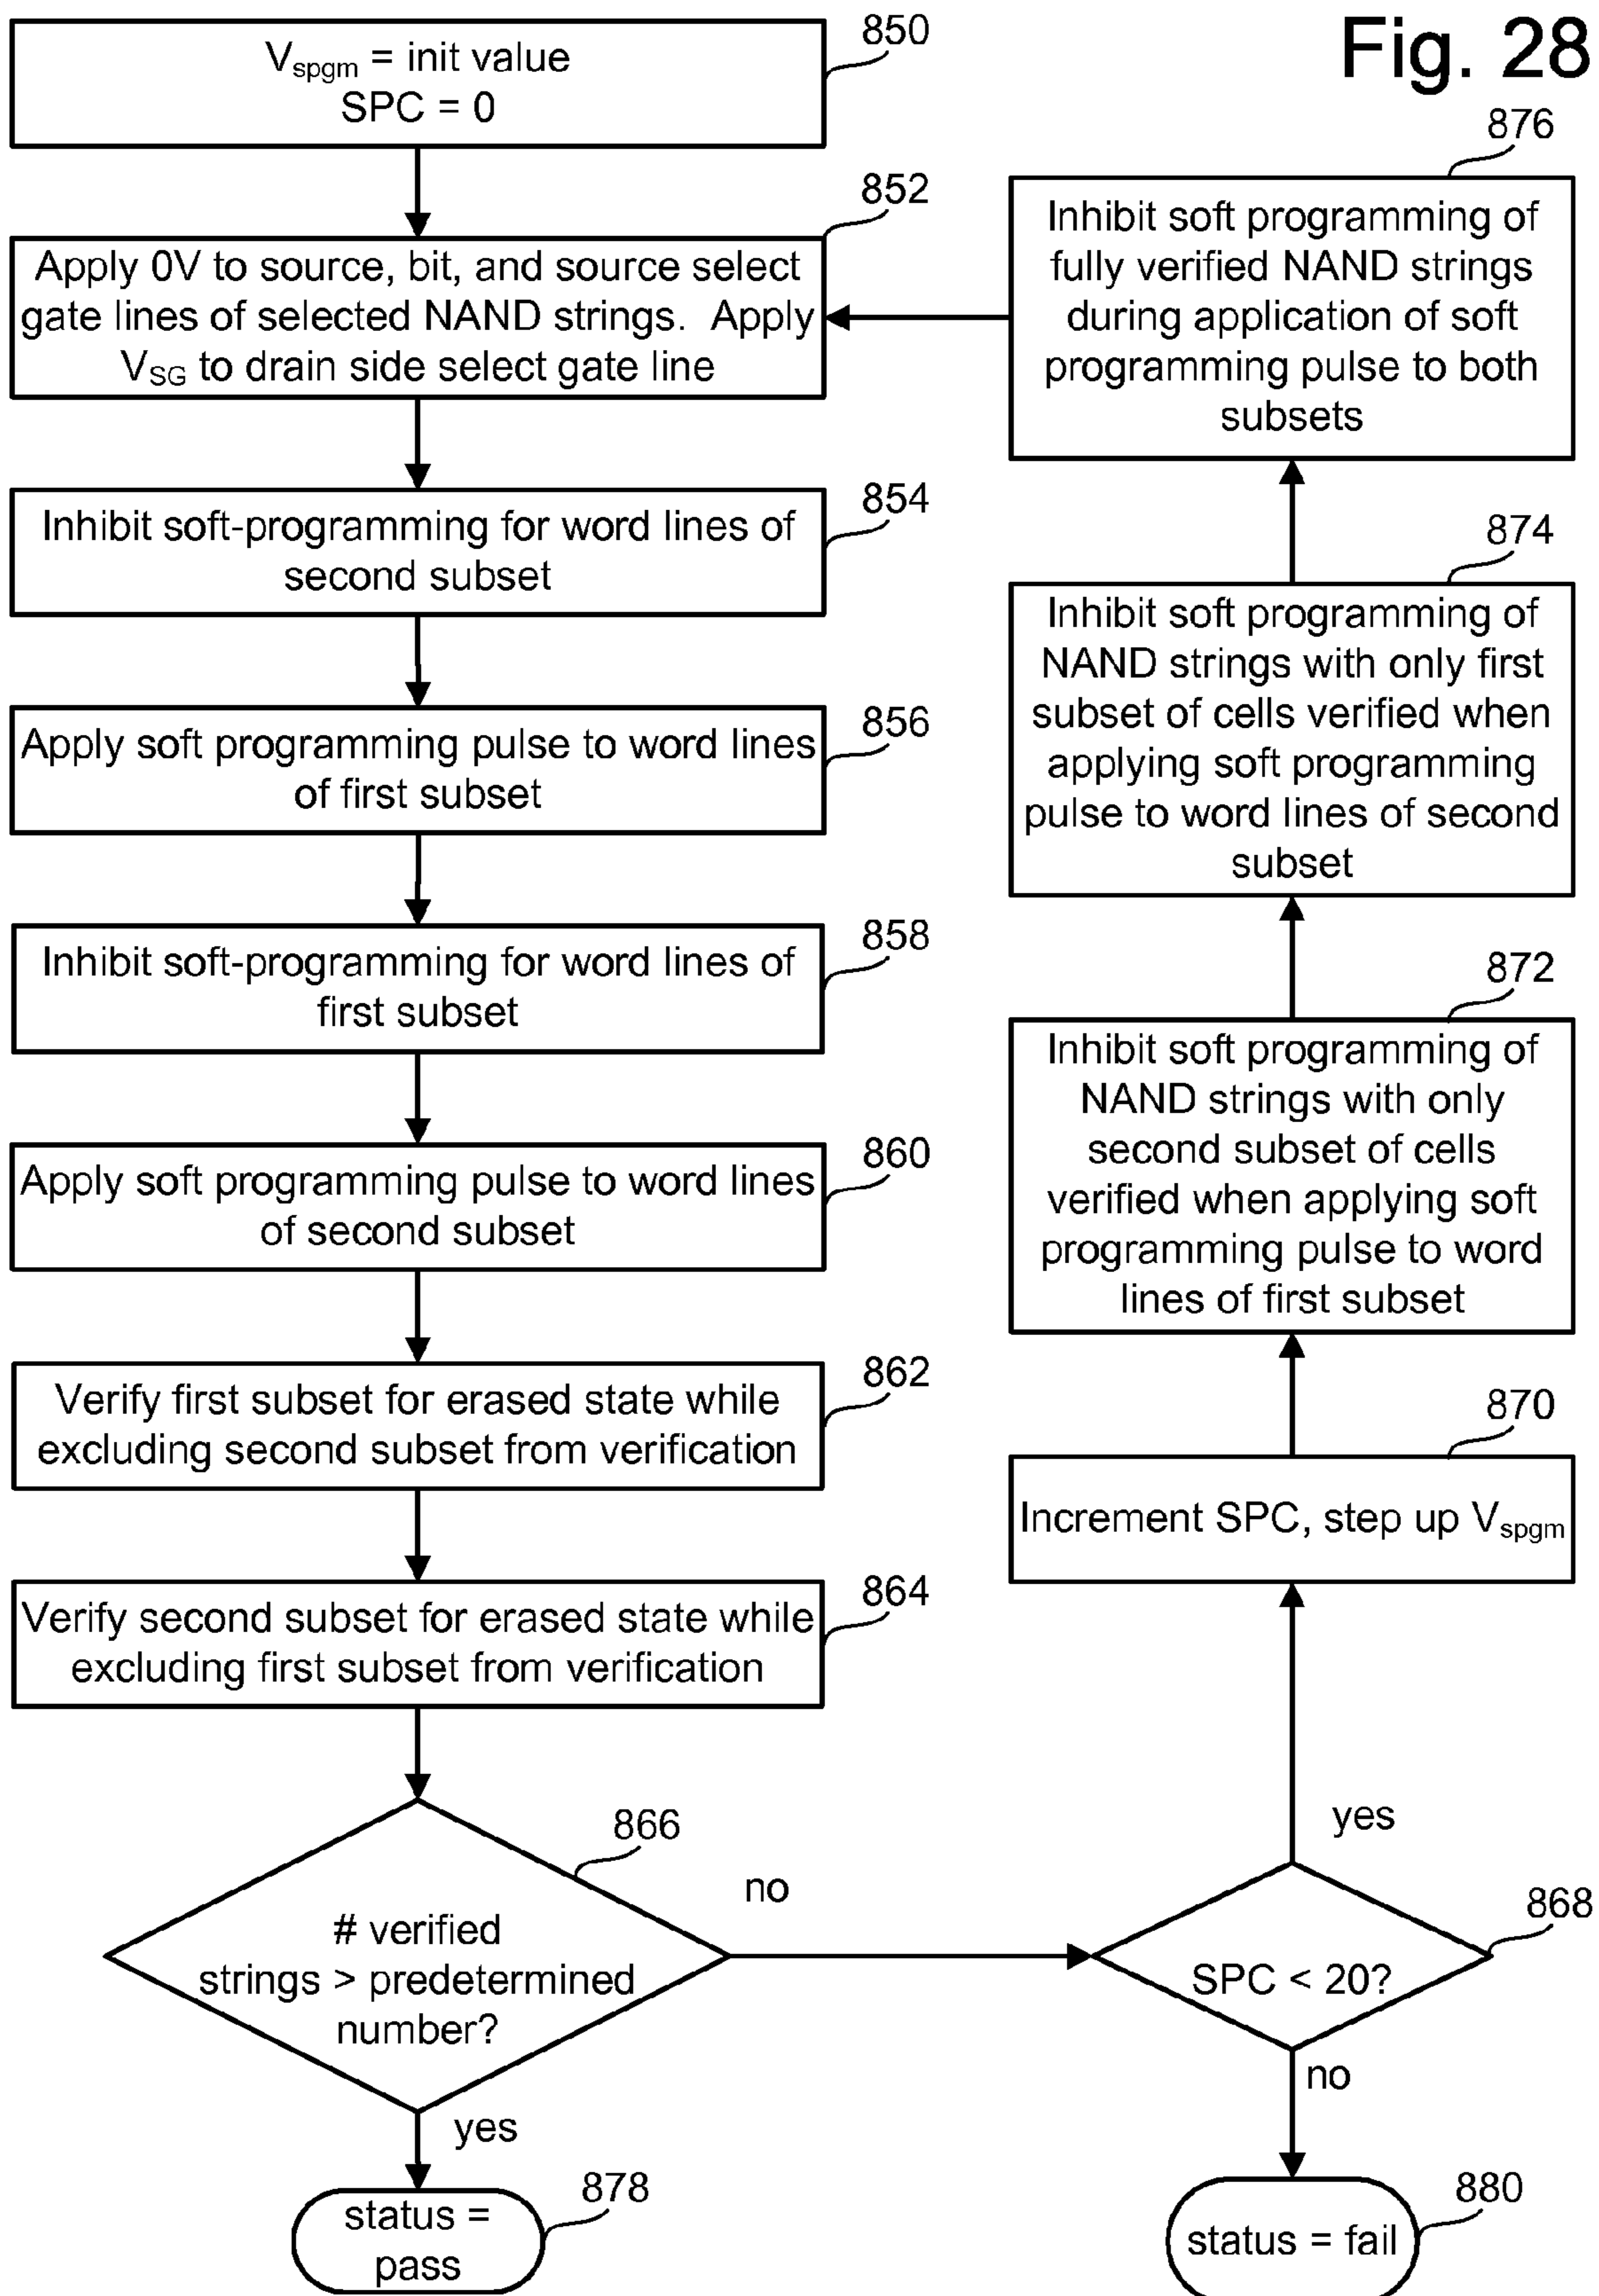 Fig. 28
850
Vspgm = init value
SPC = 0
852
Apply 0V to source, bit, and source select
gate lines of selected NAND strings. Apply
VSG to drain side select gate line
854
Inhibit soft-programming for word lines of
second subset
856
Apply soft programming pulse to word lines
of first subset
858
Inhibit soft-programming for word lines of
first subset
860
Apply soft programming pulse to word lines
of second subset
862
Verify first subset for erased state while
excluding second subset from verification
864
Verify second subset for erased state while
excluding first subset from verification
866
# verified
strings > predetermined
number?
no
yes
878
status =
pass
868
SPC < 20?
yes
no
880
status = fail
870
Increment SPC, step up Vspgm
872
Inhibit soft programming of
NAND strings with only
second subset of cells
verified when applying soft
programming pulse to word
lines of first subset
874
Inhibit soft programming of
NAND strings with only first
subset of cells verified when
applying soft programming
pulse to word lines of second
subset
876
Inhibit soft programming of
fully verified NAND strings
during application of soft
programming pulse to both
subsets